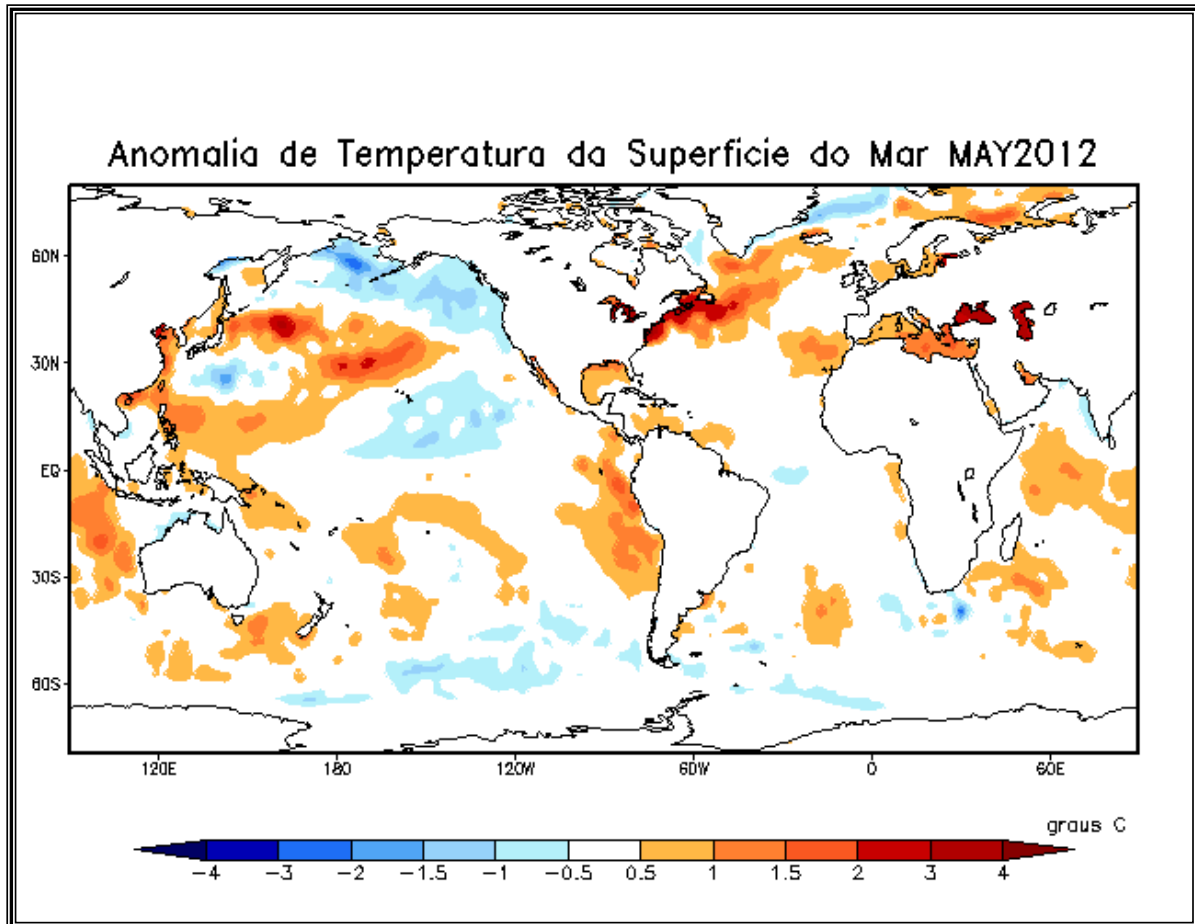 Anomalia de Temperatura da Superficie do Mar MAY2012
60N
30N
EQ
30S
60S
120E 180 120W 60W 0 60E
graus C
-4 -3 -2 -1.5 -1 -0.5 0.5 1 1.5 2 3 4